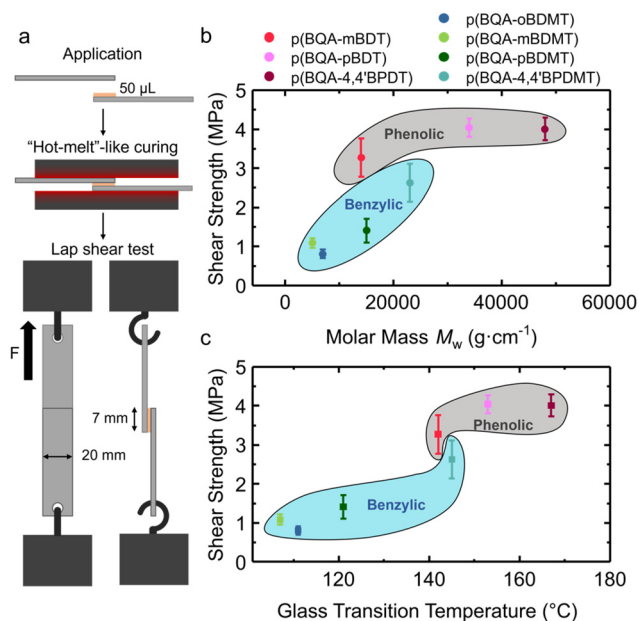 a
Application
50 µL
“Hot-melt”-like curing
Lap shear test
F
7 mm
20 mm
b
p(BQA-mBDT)
p(BQA-pBDT)
p(BQA-4,4'BPDT)
p(BQA-oBDMT)
p(BQA-mBDMT)
p(BQA-pBDMT)
p(BQA-4,4'BPDMT)
Shear Strength (MPa)
5
4
3
2
1
0
Phenolic
Benzylic
0 20000 40000 60000
Molar Mass Mw (g·cm⁻¹)
c
Shear Strength (MPa)
5
4
3
2
1
0
Phenolic
Benzylic
120 140 160 180
Glass Transition Temperature (°C)